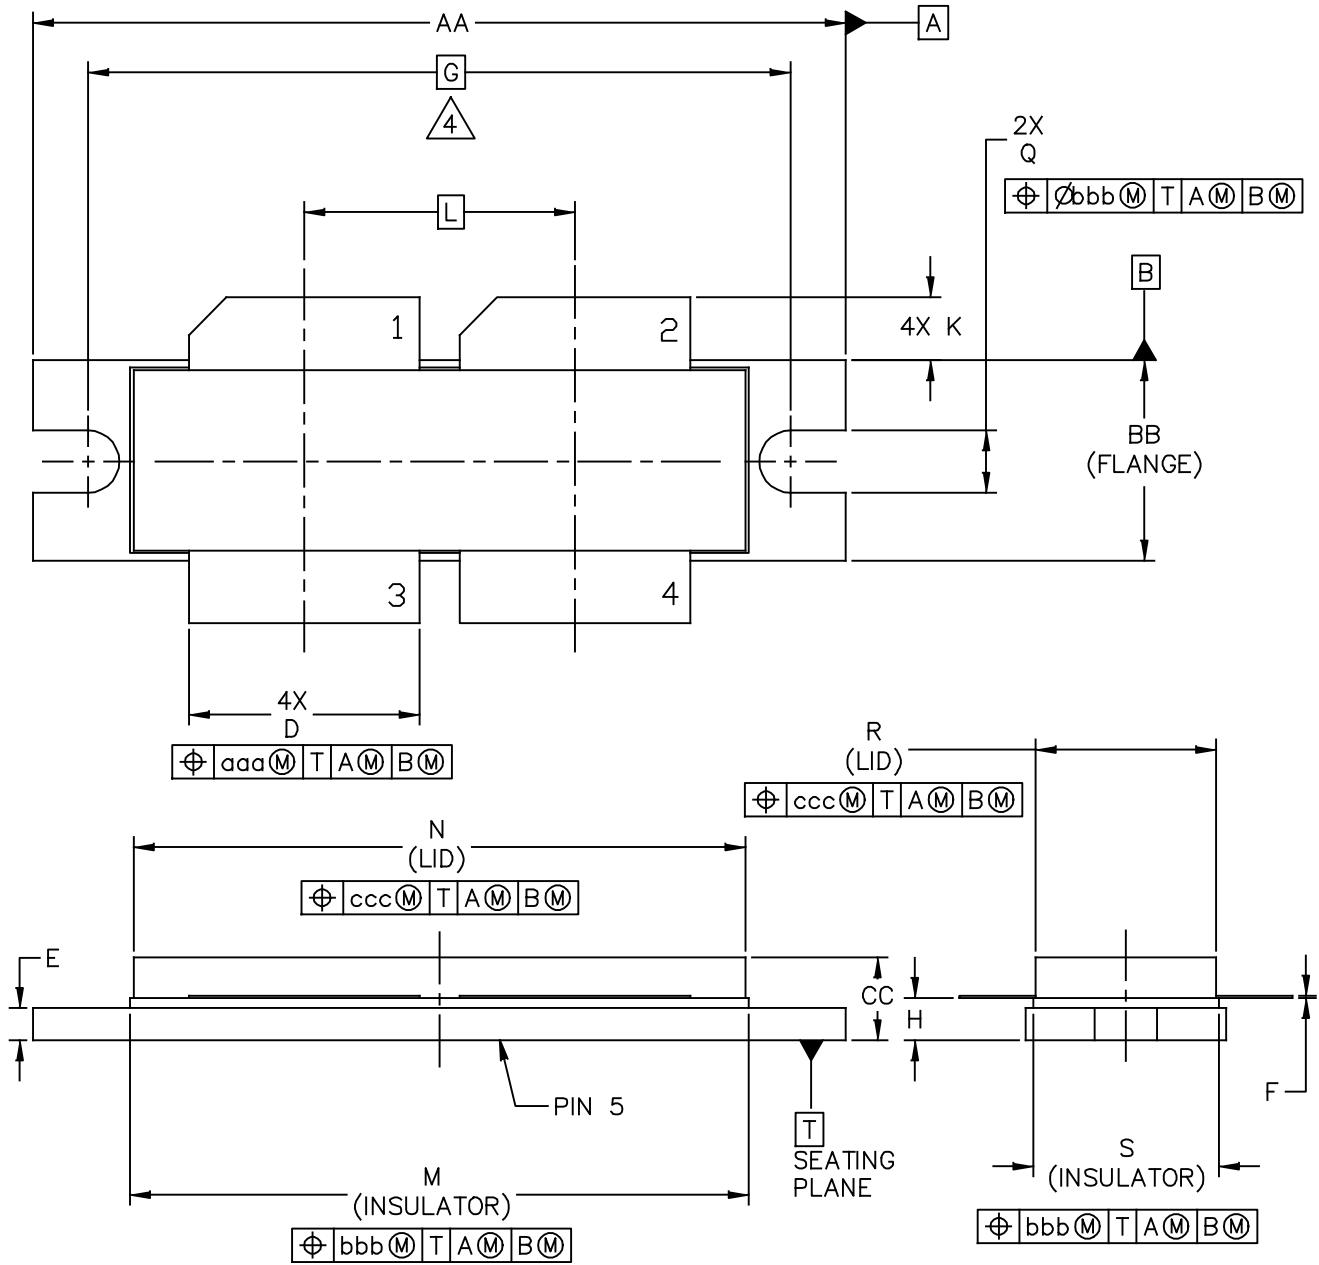 AA
A
G
4
2X
Q
⌖ Øbbb Ⓜ T A Ⓜ B Ⓜ
L
B
1
2
4X K
BB
(FLANGE)
3
4
4X
D
⌖ aaa Ⓜ T A Ⓜ B Ⓜ
R
(LID)
⌖ ccc Ⓜ T A Ⓜ B Ⓜ
N
(LID)
⌖ ccc Ⓜ T A Ⓜ B Ⓜ
E
CC
H
F
PIN 5
T
SEATING
PLANE
M
(INSULATOR)
⌖ bbb Ⓜ T A Ⓜ B Ⓜ
S
(INSULATOR)
⌖ bbb Ⓜ T A Ⓜ B Ⓜ